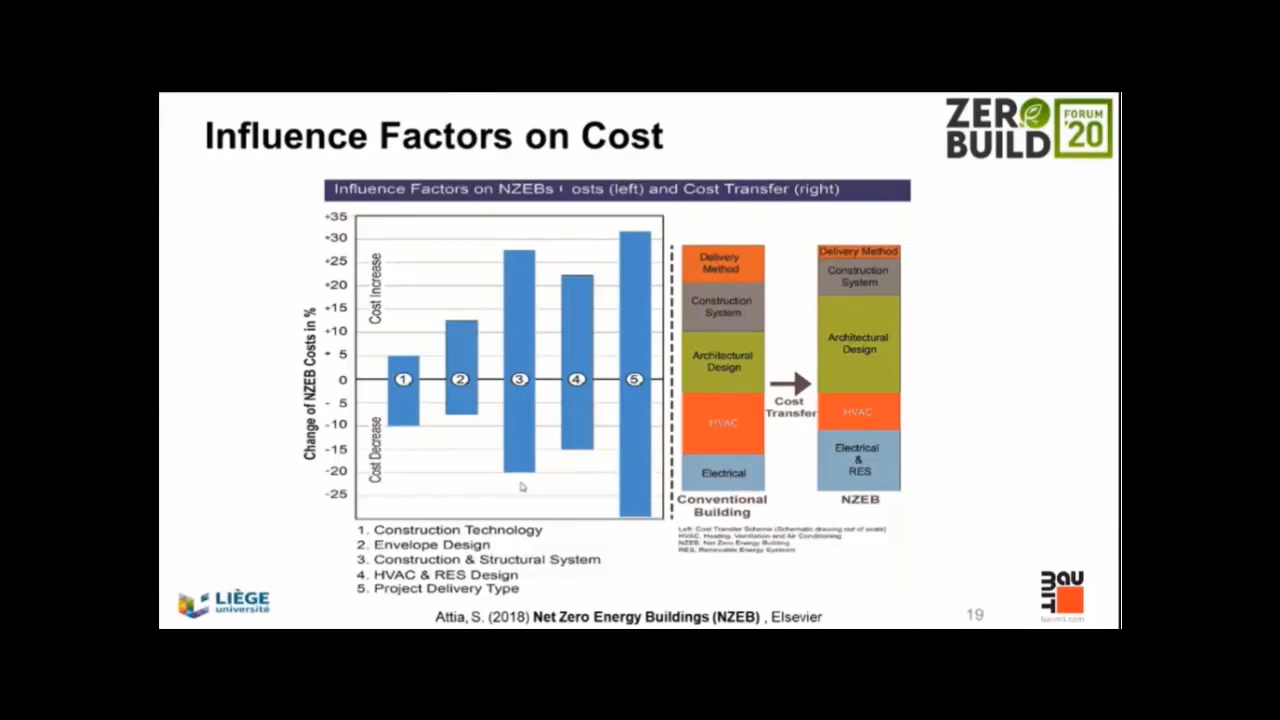 Influence Factors on Cost
ZERO
BUILD
FORUM
'20
Influence Factors on NZEBs osts (left) and Cost Transfer (right)
Change of NZEB Costs in %
+35
+30
+25
+20
+15
+10
+ 5
0
- 5
- 10
-15
-20
-25
Cost Increase
Cost Decrease
1
2
3
4
5
Delivery
Method
Construction
System
Architectural
Design
HVAC
Electrical
Conventional
Building
Cost
Transfer
Delivery Method
Construction
System
Architectural
Design
HVAC
Electrical
&
RES
NZEB
1. Construction Technology
2. Envelope Design
3. Construction & Structural System
4. HVAC & RES Design
5. Project Delivery Type
Left: Cost Transfer Scheme (Schematic drawing out of scale)
HVAC, Heating, Ventilation and Air Conditioning
NZEB, Net Zero Energy Building
RES, Renewable Energy Systems
LIÈGE
université
Attia, S. (2018) Net Zero Energy Buildings (NZEB) , Elsevier
19
bau
mit
baumit.com